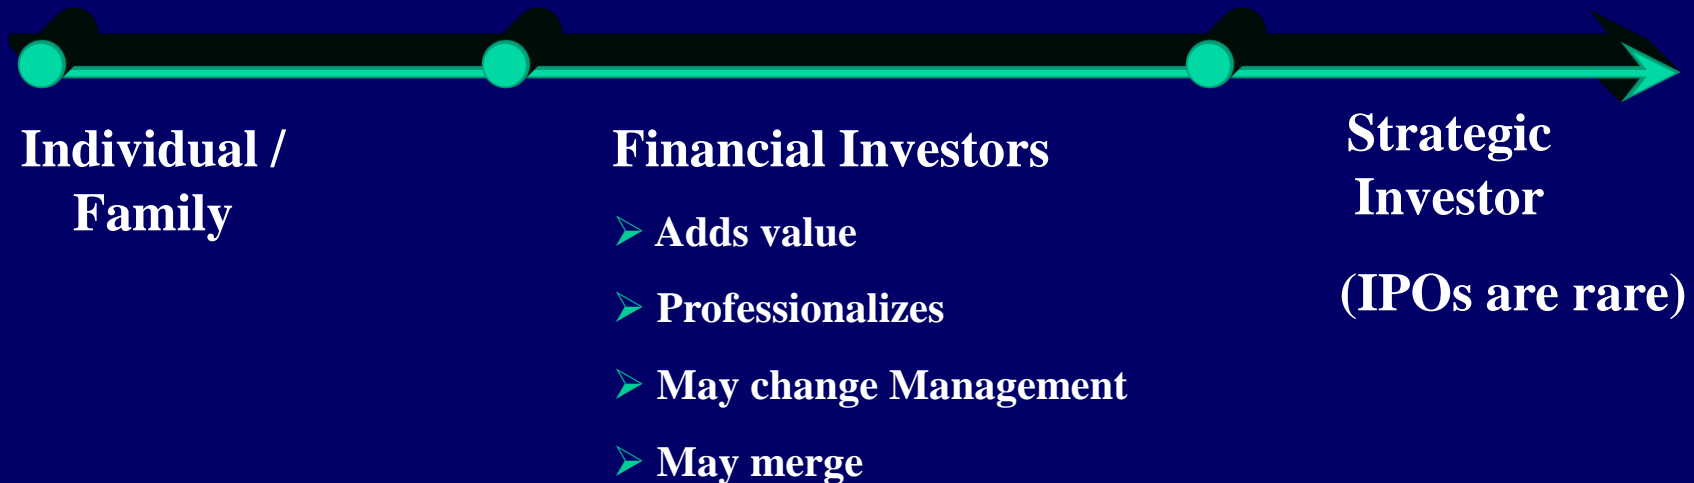 Individual /
Family
Financial Investors
➢ Adds value
➢ Professionalizes
➢ May change Management
➢ May merge
Strategic
Investor
(IPOs are rare)